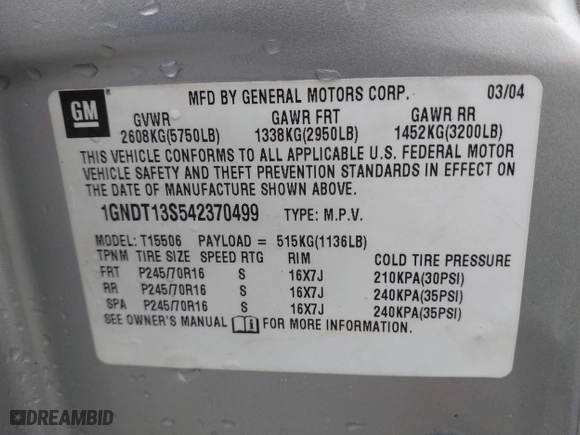 GM
MFD BY GENERAL MOTORS CORP. 03/04
GVWR GAWR FRT GAWR RR
2608KG(5750LB) 1338KG(2950LB) 1452KG(3200LB)
THIS VEHICLE CONFORMS TO ALL APPLICABLE U.S. FEDERAL MOTOR
VEHICLE SAFETY AND THEFT PREVENTION STANDARDS IN EFFECT ON
THE DATE OF MANUFACTURE SHOWN ABOVE.
1GNDT13S542370499 TYPE: M.P.V.
MODEL: T15506 PAYLOAD = 515KG(1136LB)
TPNM TIRE SIZE SPEED RTG RIM COLD TIRE PRESSURE
FRT P245/70R16 S 16X7J 210KPA(30PSI)
RR P245/70R16 S 16X7J 240KPA(35PSI)
SPA P245/70R16 S 16X7J 240KPA(35PSI)
SEE OWNER'S MANUAL FOR MORE INFORMATION.
DREAMBID